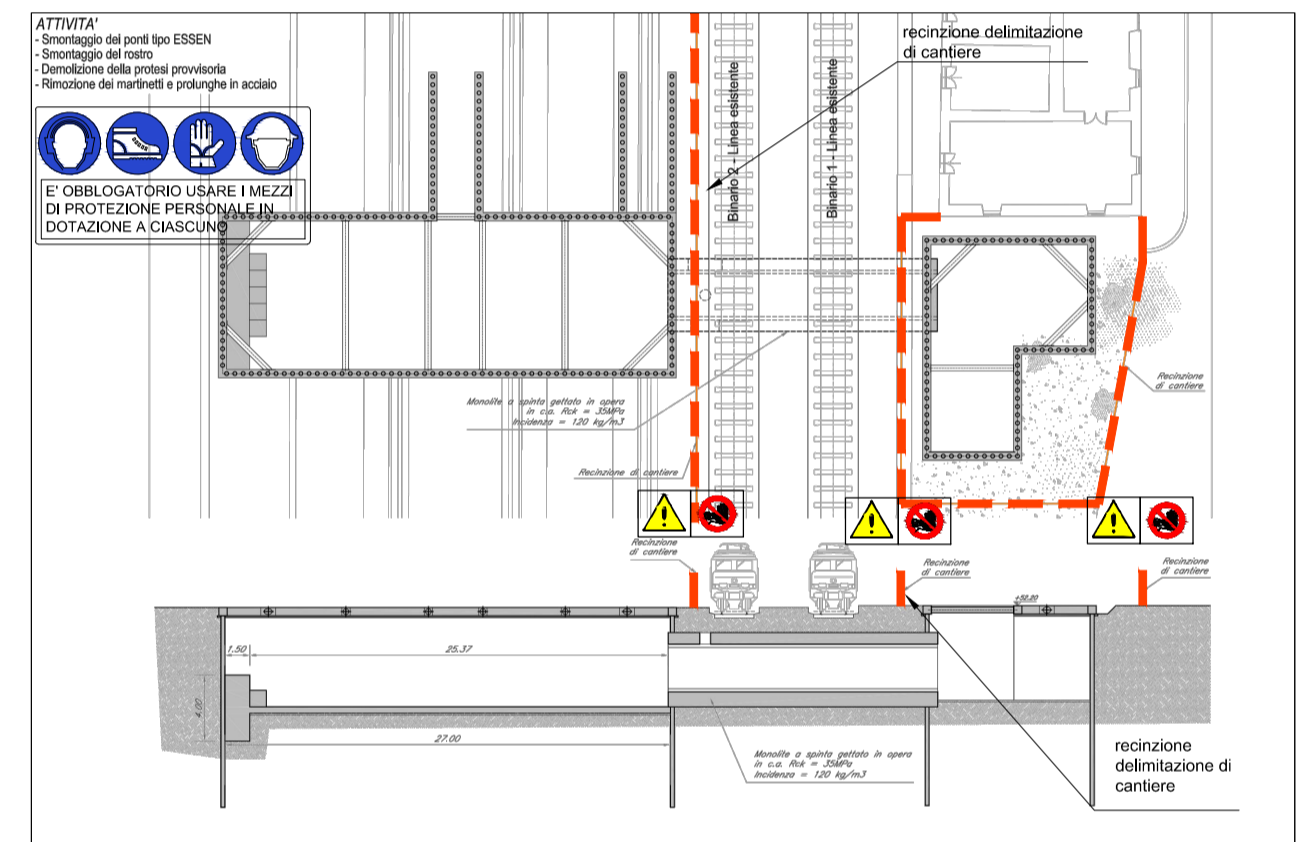 ATTIVITA'
- Smontaggio dei ponti tipo ESSEN
- Smontaggio del rostro
- Demolizione della protesi provvisoria
- Rimozione dei martinetti e prolunghe in acciaio
E' OBBLOGATORIO USARE I MEZZI
DI PROTEZIONE PERSONALE IN
DOTAZIONE A CIASCUNO
recinzione delimitazione
di cantiere
Binario 2 - Linea esistente
Binario 1 - Linea esistente
Monolite a spinta gettato in opera
in c.a. Rck = 35MPa
Incidenza = 120 kg/m3
Recinzione di cantiere
Recinzione
di cantiere
Recinzione
di cantiere
Recinzione
di cantiere
Recinzione
di cantiere
+52.20
1.50
25.37
4.00
27.00
Monolite a spinta gettato in opera
in c.a. Rck = 35MPa
Incidenza = 120 kg/m3
recinzione
delimitazione di
cantiere